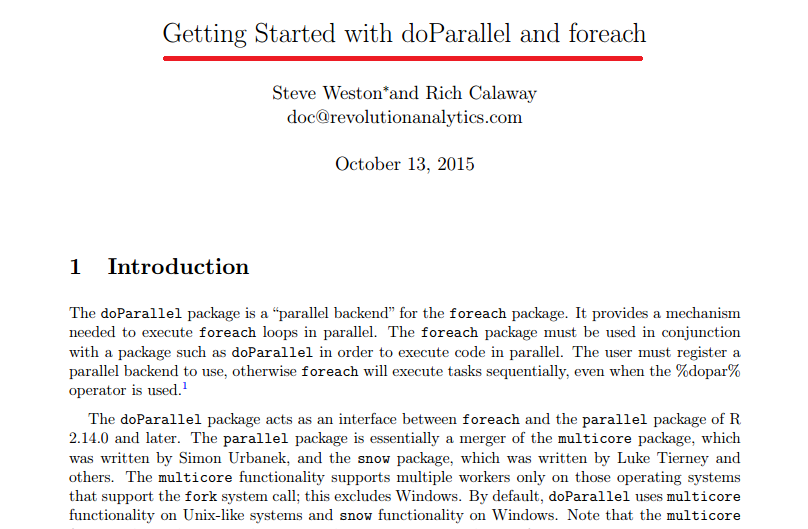 Getting Started with doParallel and foreach
Steve Weston*and Rich Calaway
doc@revolutionanalytics.com
October 13, 2015
1 Introduction
The doParallel package is a “parallel backend” for the foreach package. It provides a mechanism
needed to execute foreach loops in parallel. The foreach package must be used in conjunction
with a package such as doParallel in order to execute code in parallel. The user must register a
parallel backend to use, otherwise foreach will execute tasks sequentially, even when the %dopar%
operator is used.1
The doParallel package acts as an interface between foreach and the parallel package of R
2.14.0 and later. The parallel package is essentially a merger of the multicore package, which
was written by Simon Urbanek, and the snow package, which was written by Luke Tierney and
others. The multicore functionality supports multiple workers only on those operating systems
that support the fork system call; this excludes Windows. By default, doParallel uses multicore
functionality on Unix-like systems and snow functionality on Windows. Note that the multicore